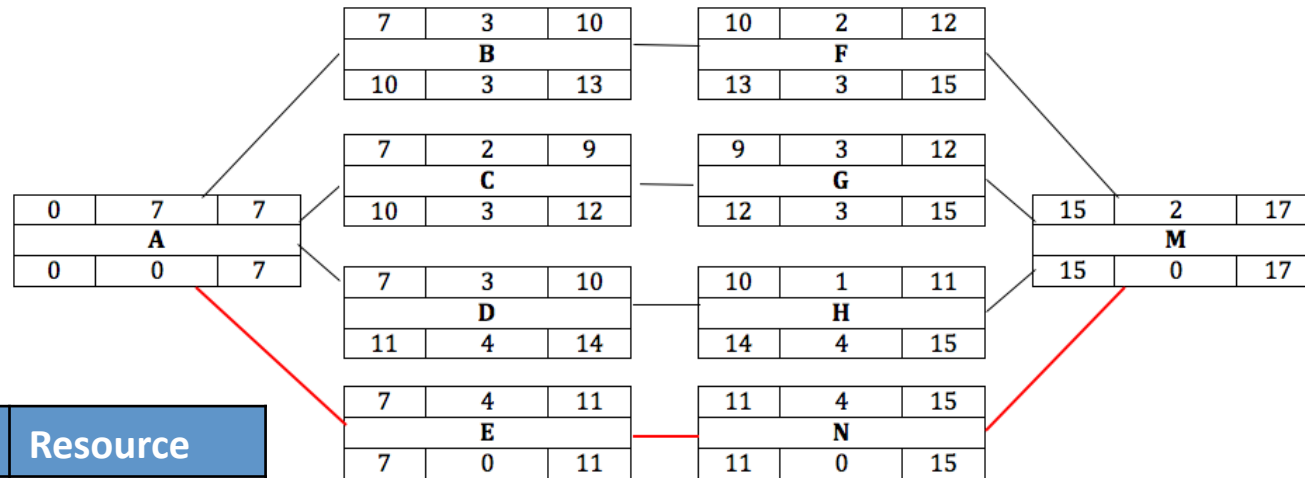 7 3 10
B
10 3 13
10 2 12
F
13 3 15
7 2 9
C
10 3 12
9 3 12
G
12 3 15
0 7 7
A
0 0 7
15 2 17
M
15 0 17
7 3 10
D
11 4 14
10 1 11
H
14 4 15
7 4 11
E
7 0 11
11 4 15
N
11 0 15
Resource